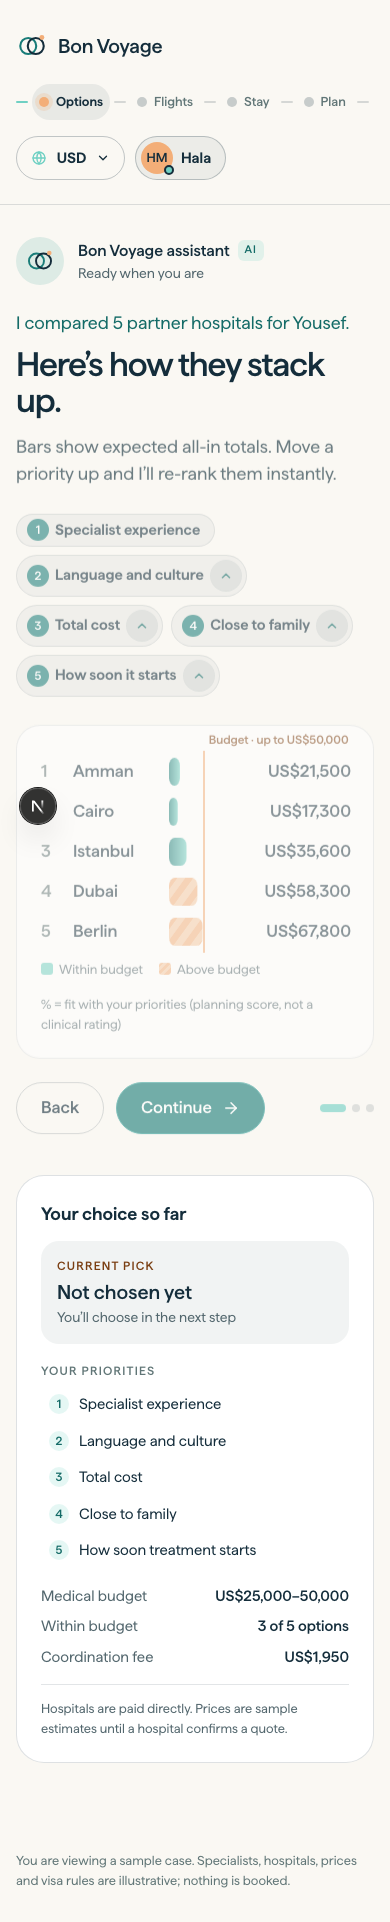 Bon Voyage
Options
Flights
Stay
Plan
USD
HM
Hala
Bon Voyage assistant
AI
Ready when you are
I compared 5 partner hospitals for Yousef.
Here’s how they stack
up.
Bars show expected all-in totals. Move a
priority up and I’ll re-rank them instantly.
1 Specialist experience
2 Language and culture
3 Total cost
4 Close to family
5 How soon it starts
Budget · up to US$50,000
1 Amman US$21,500
N
Cairo US$17,300
3 Istanbul US$35,600
4 Dubai US$58,300
5 Berlin US$67,800
Within budget
Above budget
% = fit with your priorities (planning score, not a
clinical rating)
Back
Continue
Your choice so far
CURRENT PICK
Not chosen yet
You’ll choose in the next step
YOUR PRIORITIES
1 Specialist experience
2 Language and culture
3 Total cost
4 Close to family
5 How soon treatment starts
Medical budget US$25,000–50,000
Within budget 3 of 5 options
Coordination fee US$1,950
Hospitals are paid directly. Prices are sample
estimates until a hospital confirms a quote.
You are viewing a sample case. Specialists, hospitals, prices
and visa rules are illustrative; nothing is booked.